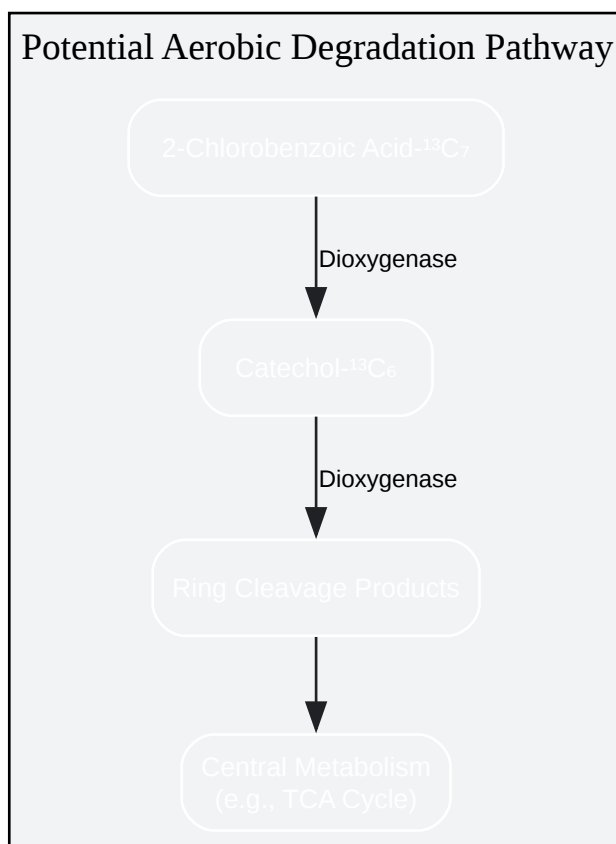 Potential Aerobic Degradation Pathway
2-Chlorobenzoic Acid-¹³C₇
Dioxygenase
Catechol-¹³C₆
Dioxygenase
Ring Cleavage Products
Central Metabolism
(e.g., TCA Cycle)